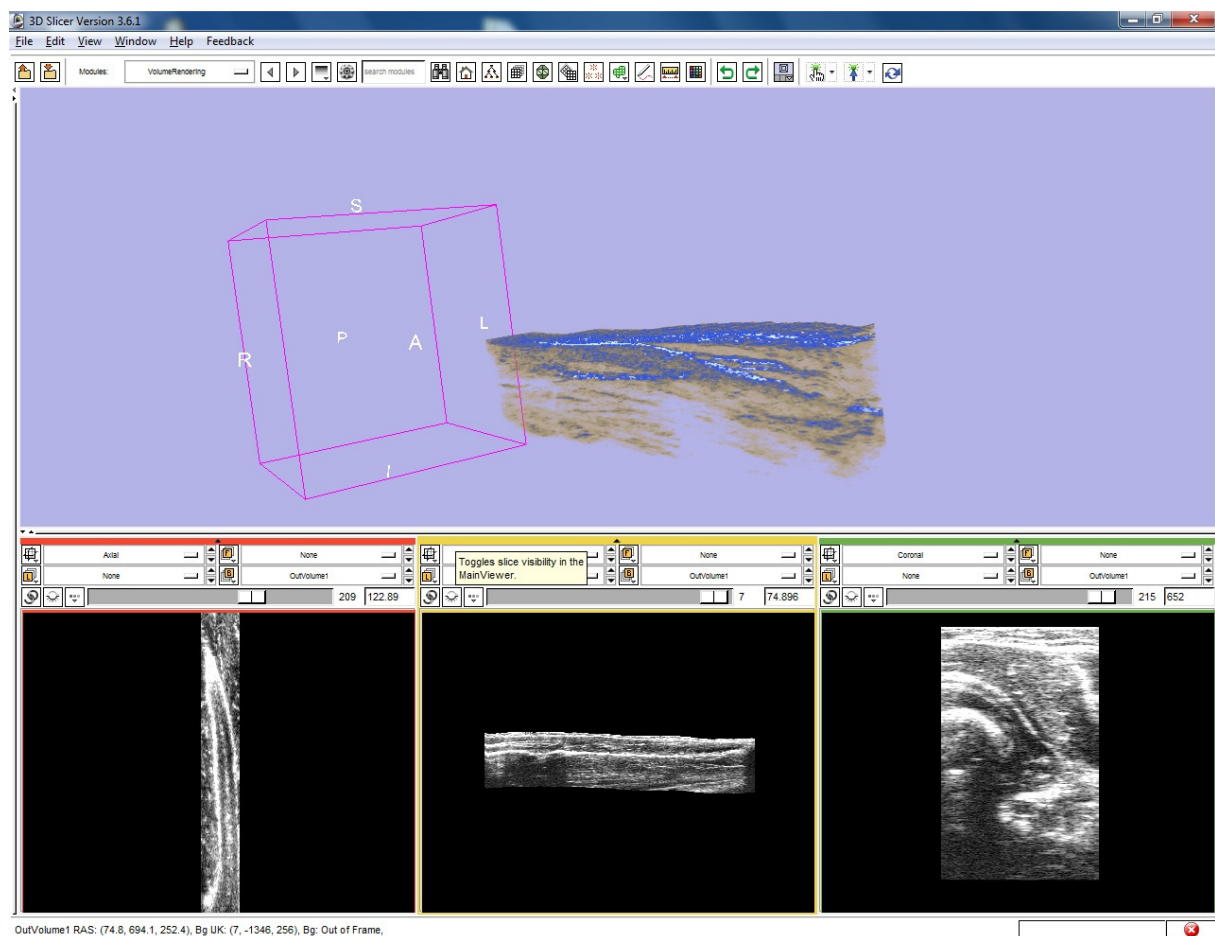 3D Slicer Version 3.6.1
File Edit View Window Help Feedback
Modules: VolumeRendering search modules
S
P
A
L
R
I
Axial None
None OutVolume1
209 122.89
Toggles slice visibility in the
MainViewer.
None
OutVolume1
7 74.896
Coronal None
None OutVolume1
215 652
OutVolume1 RAS: (74.8, 694.1, 252.4), Bg IJK: (7, -1346, 256), Bg: Out of Frame,